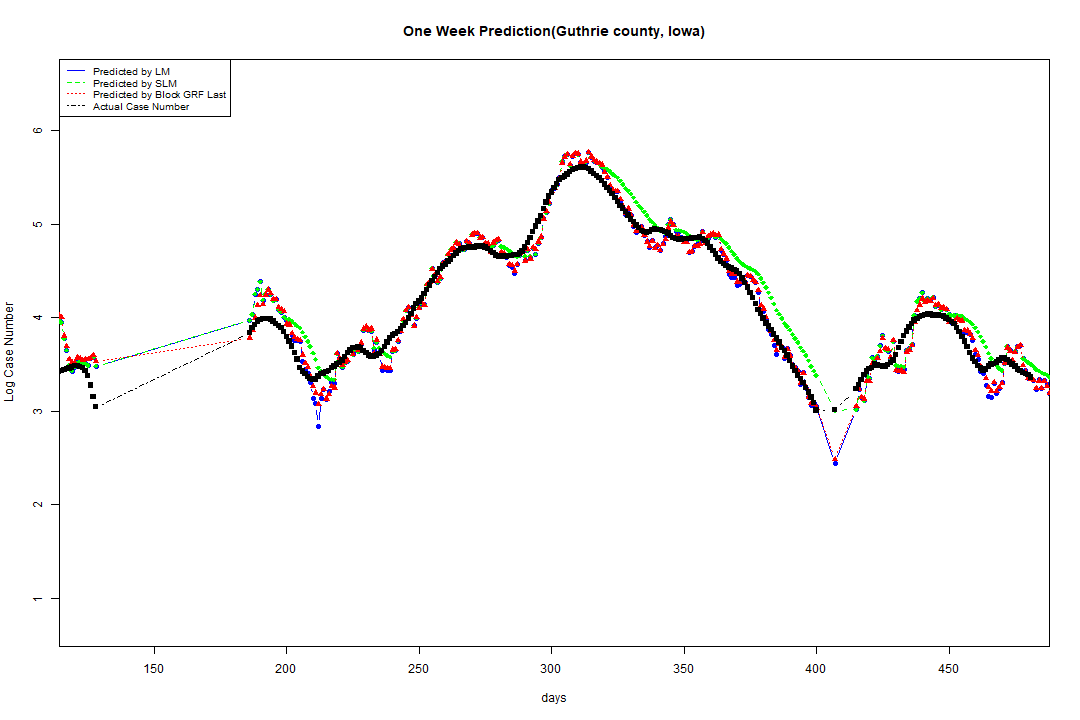 One Week Prediction(Guthrie county, Iowa)
Predicted by LM
Predicted by SLM
Predicted by Block GRF Last
Actual Case Number
6
5
4
3
2
1
Log Case Number
150 200 250 300 350 400 450
days